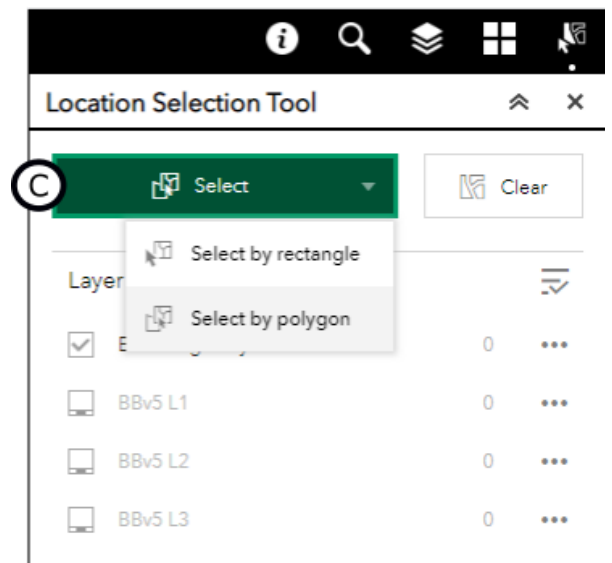 i
Location Selection Tool
C
Select
Clear
Select by rectangle
Layer
Select by polygon
0
BBv5 L1
0
BBv5 L2
0
BBv5 L3
0